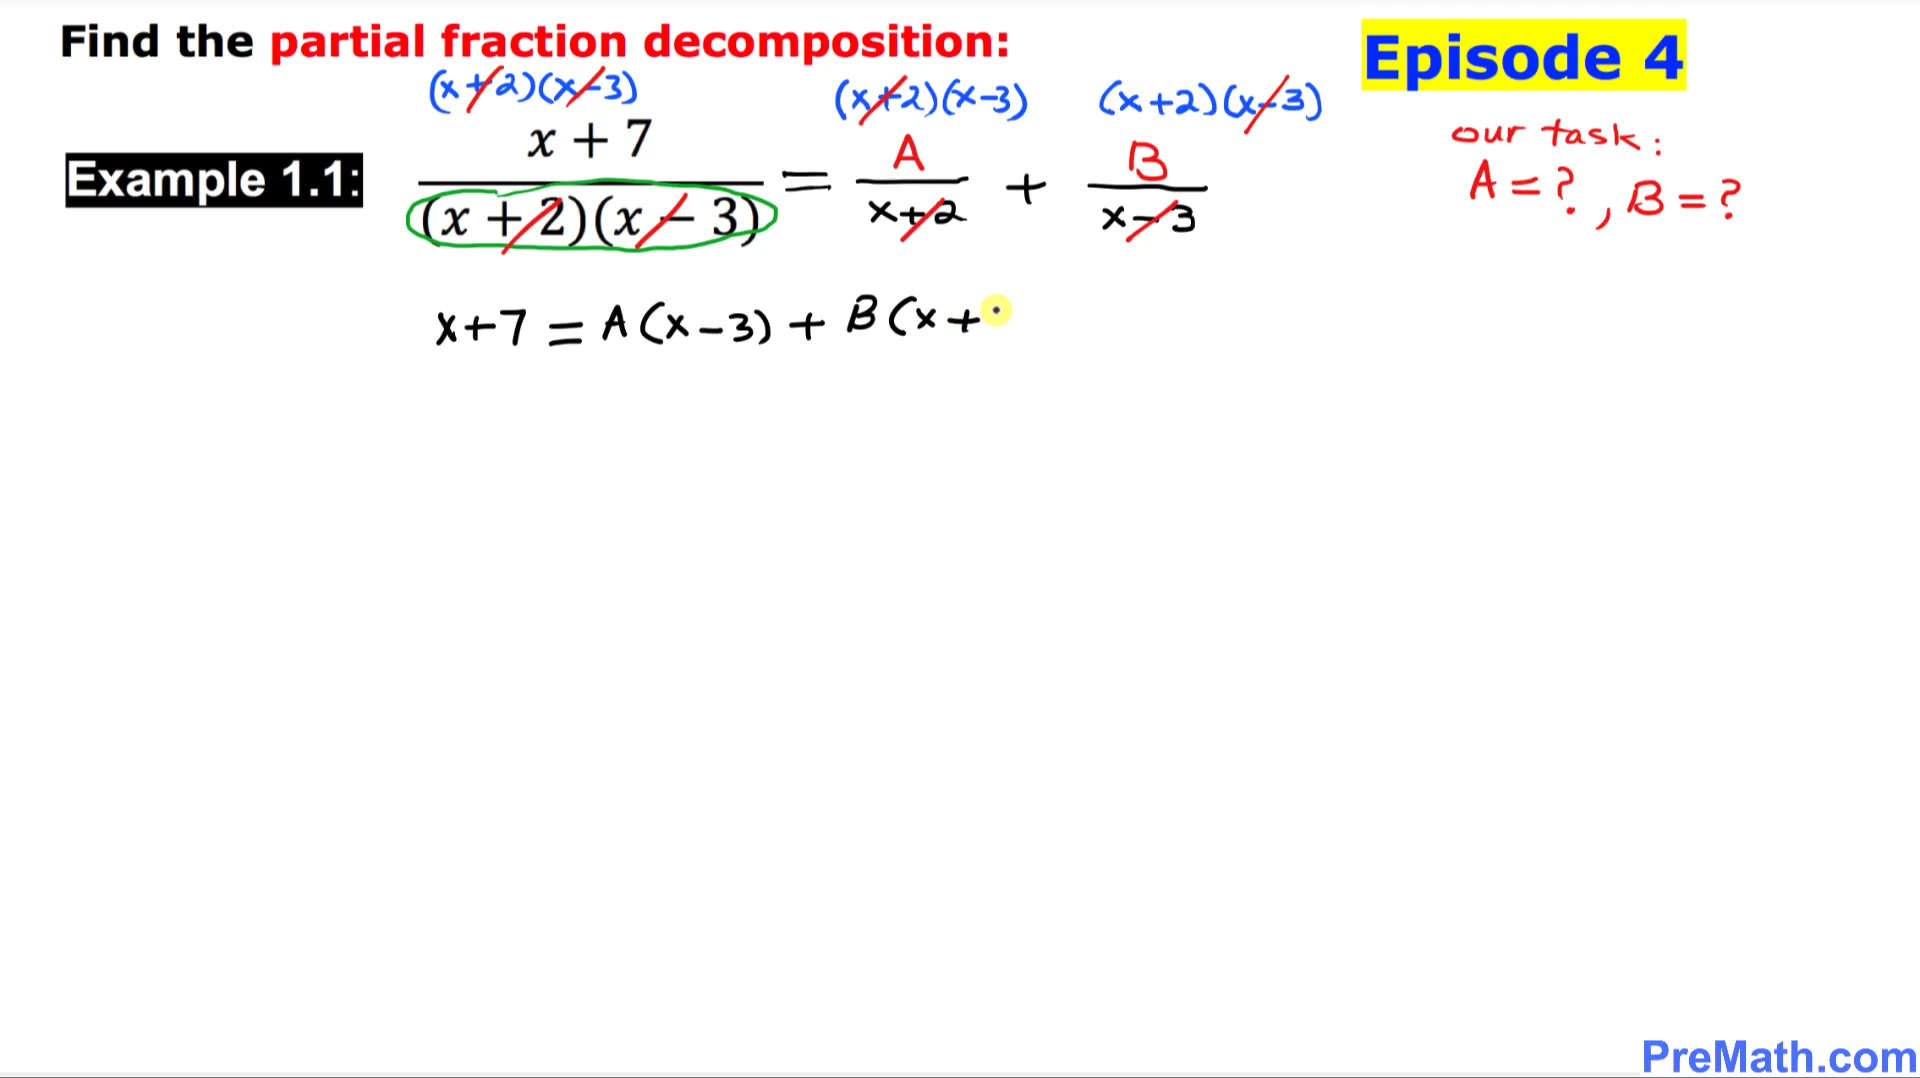 Find the partial fraction decomposition:
Episode 4
(x+2)(x-3) (x+2)(x-3) (x+2)(x-3)
our task:
A = ?, B = ?
Example 1.1: x + 7 / (x + 2)(x − 3) = A / x+2 + B / x-3
x+7 = A(x-3) + B(x+
PreMath.com